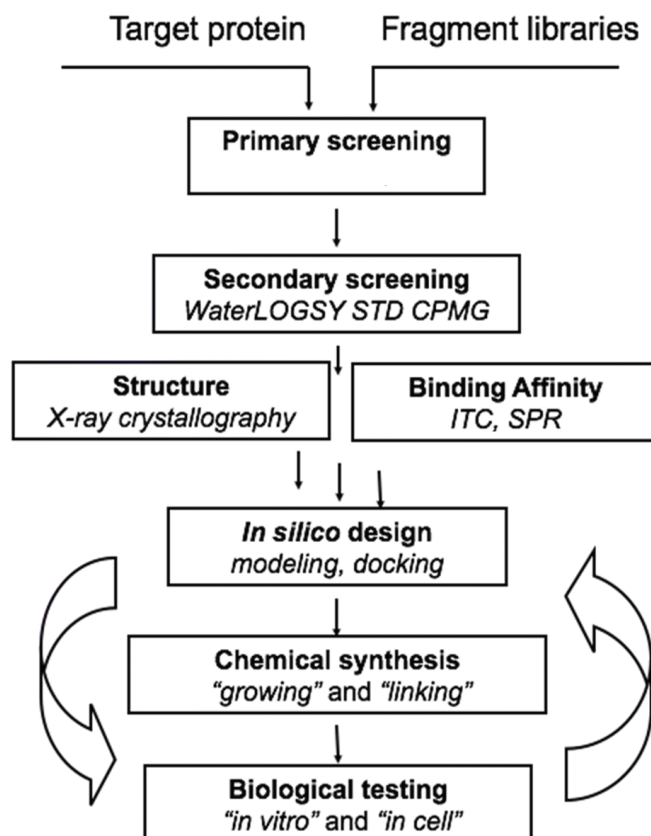 Target protein
Fragment libraries
Primary screening
Secondary screening
WaterLOGSY STD CPMG
Structure
X-ray crystallography
Binding Affinity
ITC, SPR
In silico design
modeling, docking
Chemical synthesis
“growing” and “linking”
Biological testing
“in vitro” and “in cell”